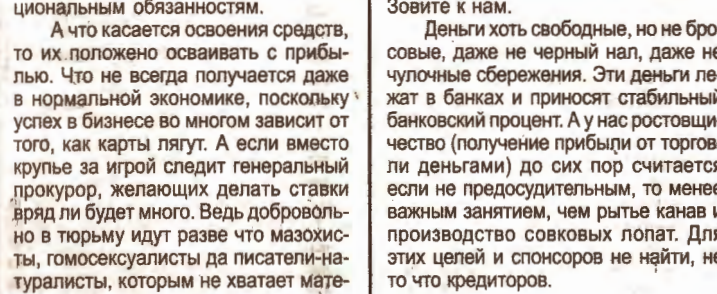 циональным обязанностям.
А что касается освоения средств,
то их положено осваивать с прибы-
лью. Что не всегда получается даже
в нормальной экономике, поскольку
успех в бизнесе во многом зависит от
того, как карты лягут. А если вместо
крупье за игрой следит генеральный
прокурор, желающих делать ставки
вряд ли будет много. Ведь доброволь-
но в тюрьму идут разве что мазохис-
ты, гомосексуалисты да писатели-на-
туралисты, которым не хватает мате-
Зовите к нам.
Деньги хоть свободные, но не бро
совые, даже не черный нал, даже не
чулочные сбережения. Эти деньги ле
жат в банках и приносят стабильный
банковский процент. А у нас ростовщи
чество (получение прибыли от торгов
ли деньгами) до сих пор считается
если не предосудительным, то менее
важным занятием, чем рытье канав и
производство совковых лопат. Для
этих целей и спонсоров не найти, не
то что кредиторов.